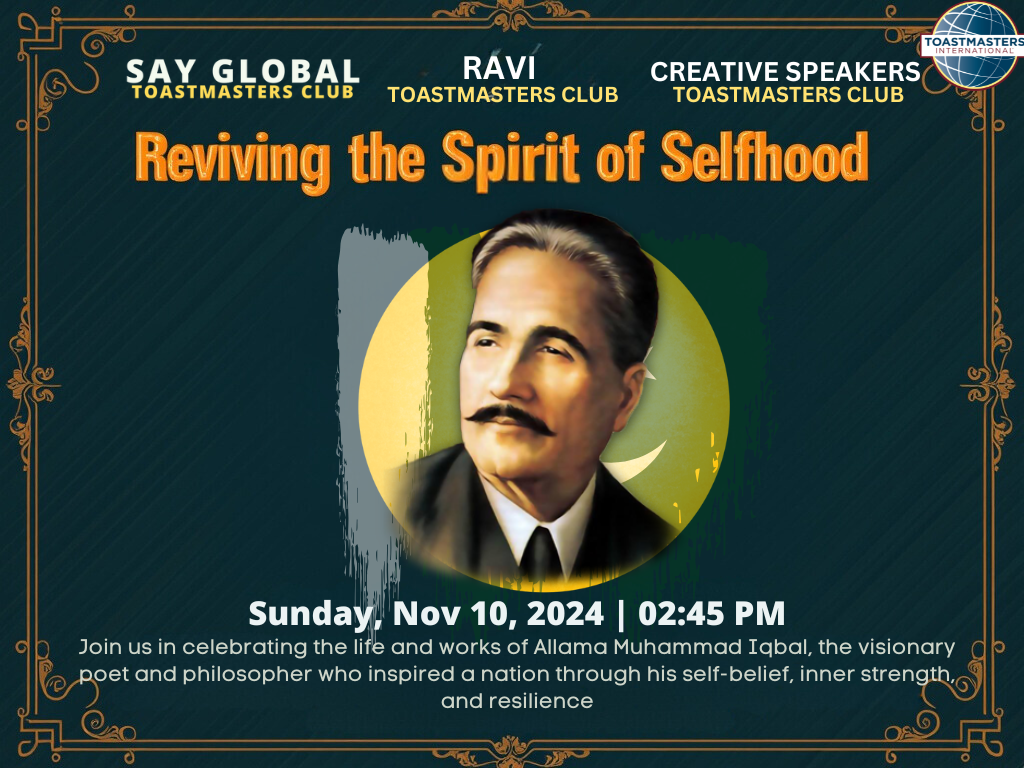 SAY GLOBAL
TOASTMASTERS CLUB
RAVI
TOASTMASTERS CLUB
CREATIVE SPEAKERS
TOASTMASTERS CLUB
TOASTMASTERS
INTERNATIONAL
Reviving the Spirit of Selfhood
Sunday, Nov 10, 2024 | 02:45 PM
Join us in celebrating the life and works of Allama Muhammad Iqbal, the visionary
poet and philosopher who inspired a nation through his self-belief, inner strength,
and resilience